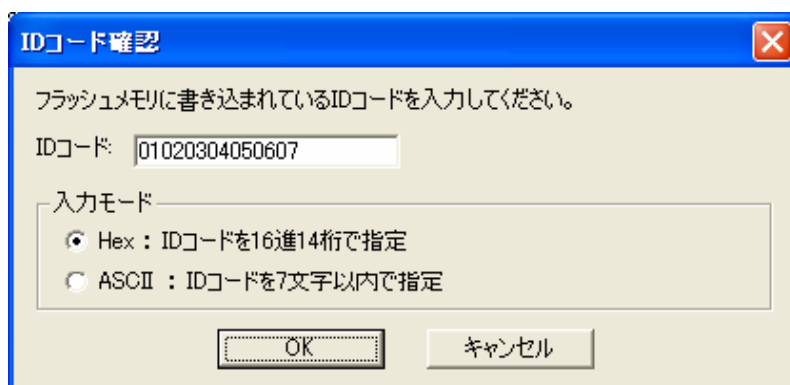 IDコード確認
フラッシュメモリに書き込まれているIDコードを入力してください。
IDコード: 01020304050607
入力モード
Hex : IDコードを16進14桁で指定
ASCII : IDコードを7文字以内で指定
OK キャンセル